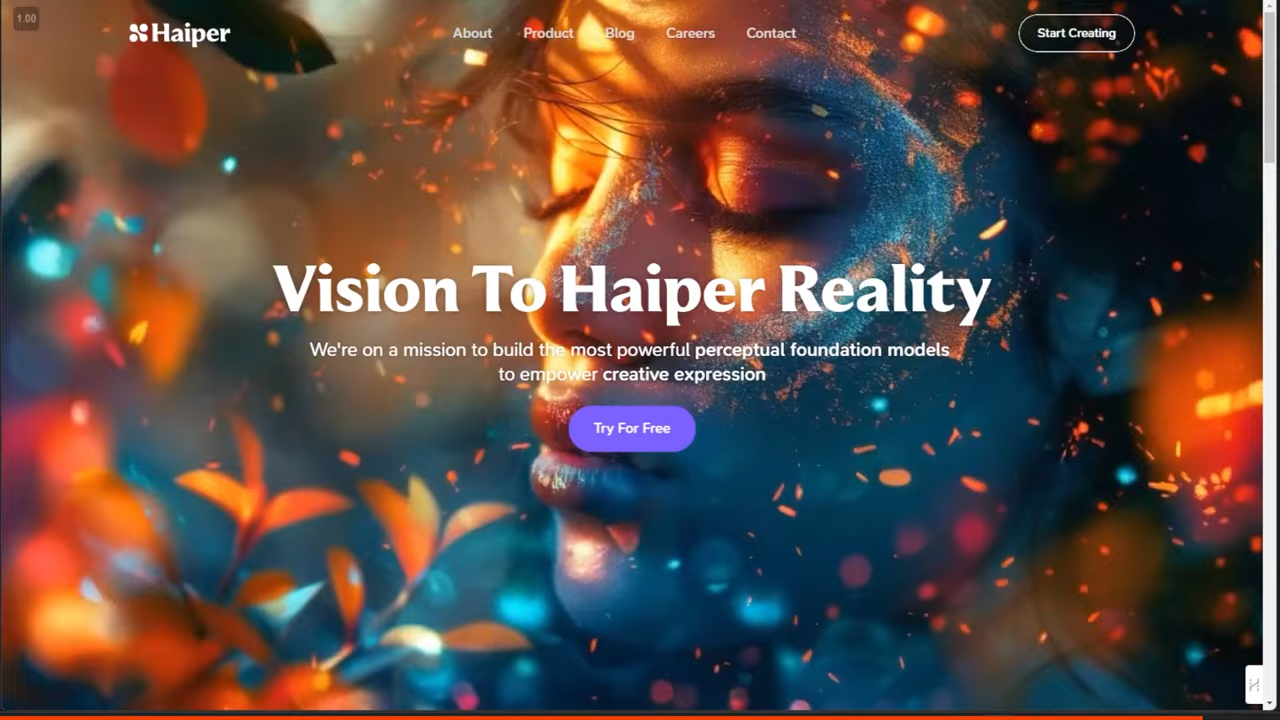 1.00
Haiper
About Product Blog Careers Contact
Start Creating
Vision To Haiper Reality
We're on a mission to build the most powerful perceptual foundation models
to empower creative expression
Try For Free